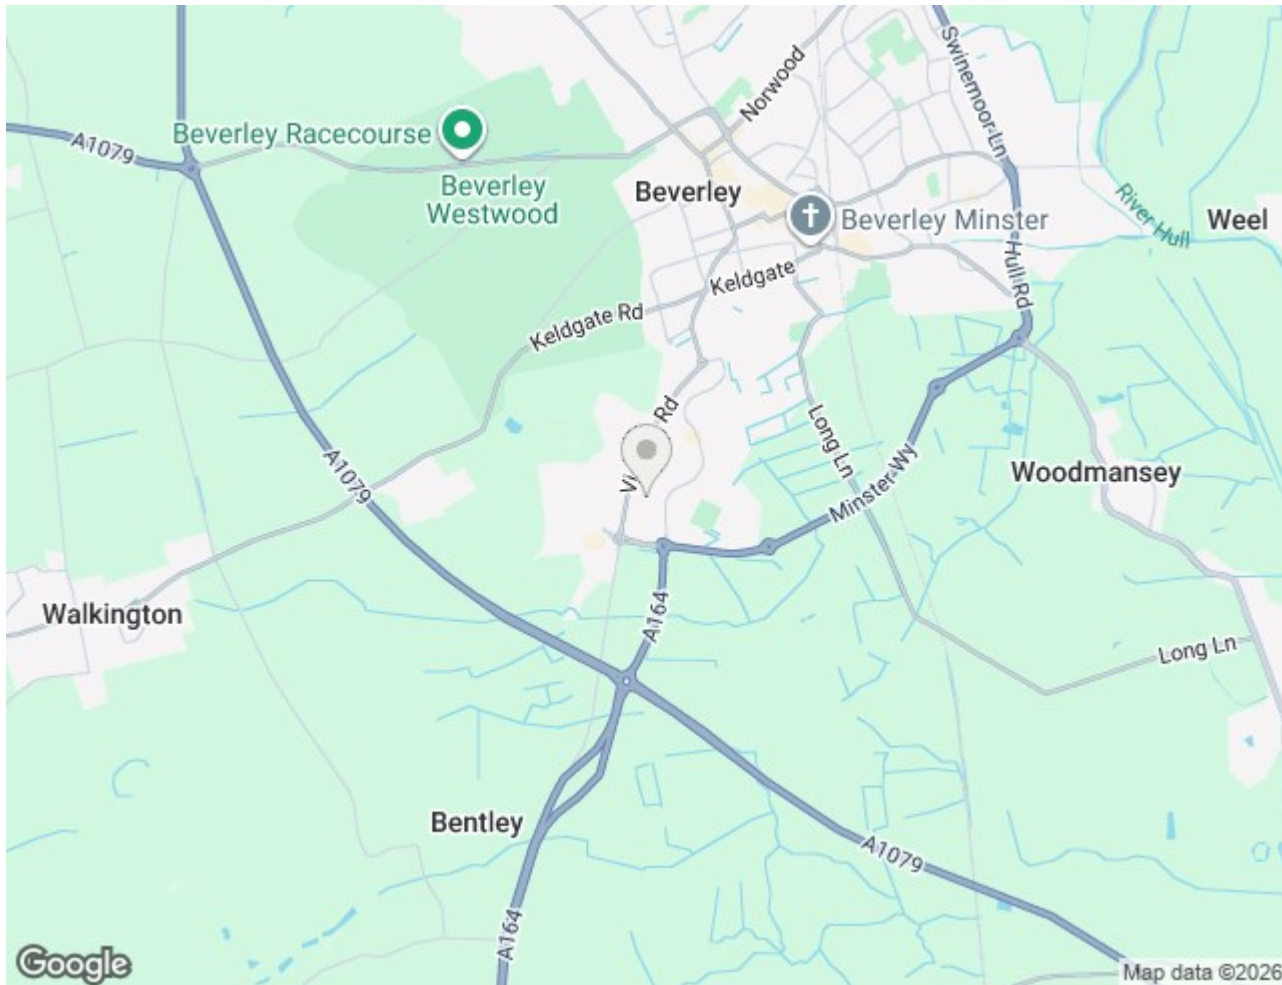 Swinemoor Ln
Norwood
A1079
Beverley Racecourse
Beverley
Westwood
Beverley
Beverley Minster
River Hull
Weel
Hull Rd
Keldgate
Keldgate Rd
Rd
Long Ln
Minster Wy
Woodmansey
A1079
Walkington
A164
Long Ln
Bentley
A1079
A164
Google
Map data ©2026